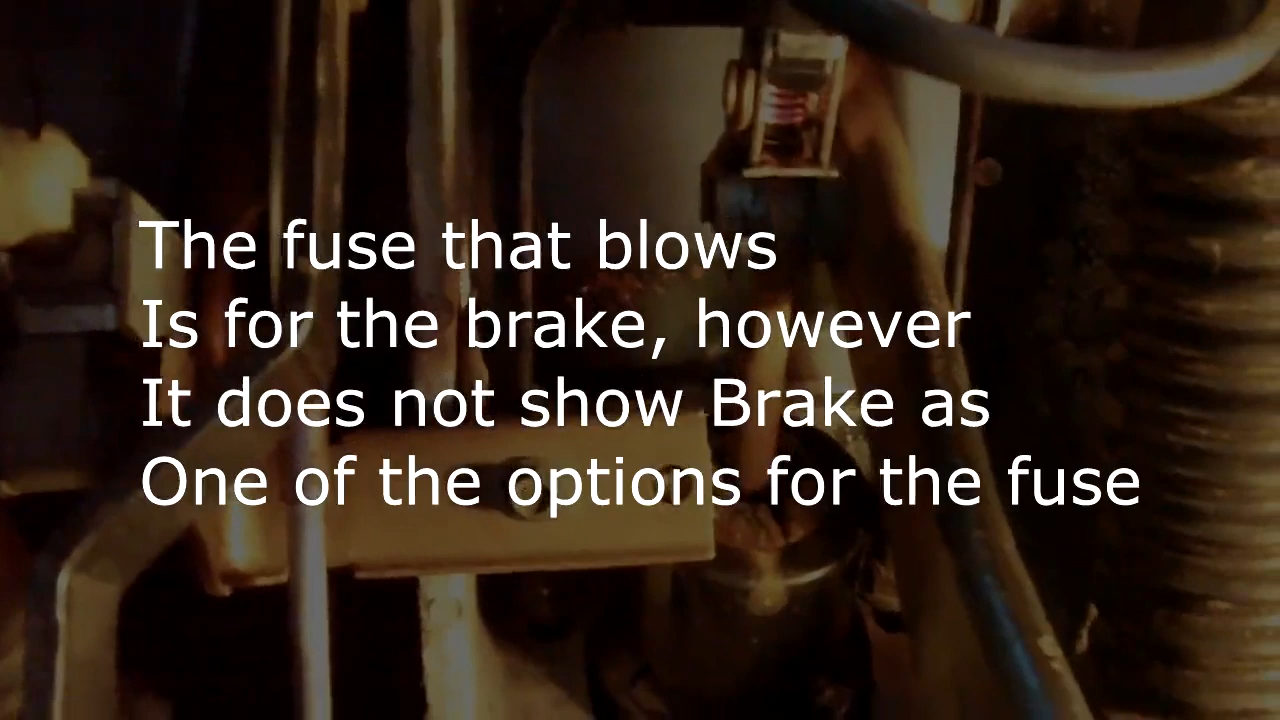 The fuse that blows
Is for the brake, however
It does not show Brake as
One of the options for the fuse